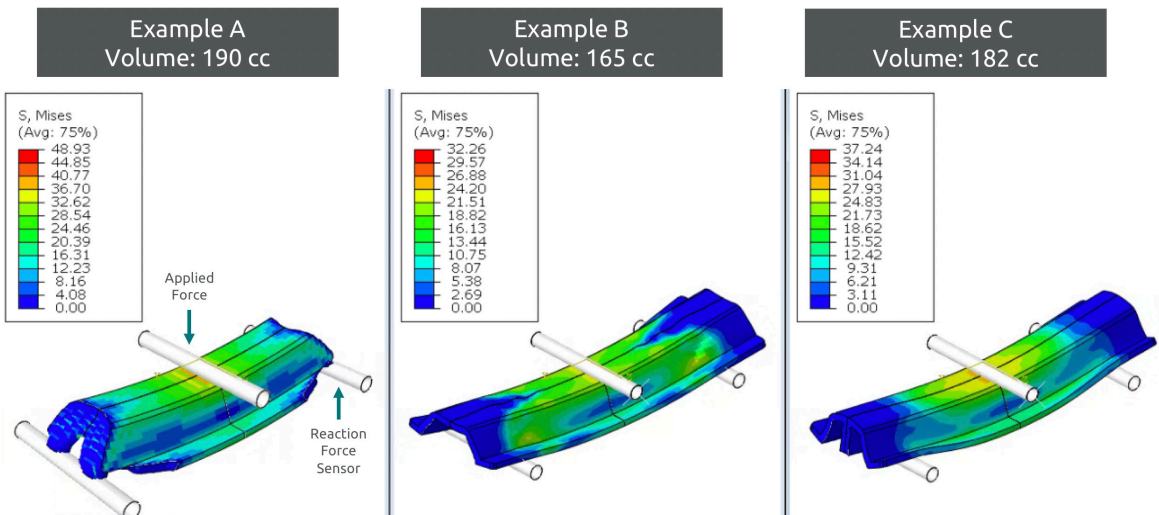 Example A
Volume: 190 cc
Example B
Volume: 165 cc
Example C
Volume: 182 cc
S, Mises
(Avg: 75%)
48.93
44.85
40.77
36.70
32.62
28.54
24.46
20.39
16.31
12.23
8.16
4.08
0.00
Applied
Force
Reaction
Force
Sensor
S, Mises
(Avg: 75%)
32.26
29.57
26.88
24.20
21.51
18.82
16.13
13.44
10.75
8.07
5.38
2.69
0.00
S, Mises
(Avg: 75%)
37.24
34.14
31.04
27.93
24.83
21.73
18.62
15.52
12.42
9.31
6.21
3.11
0.00